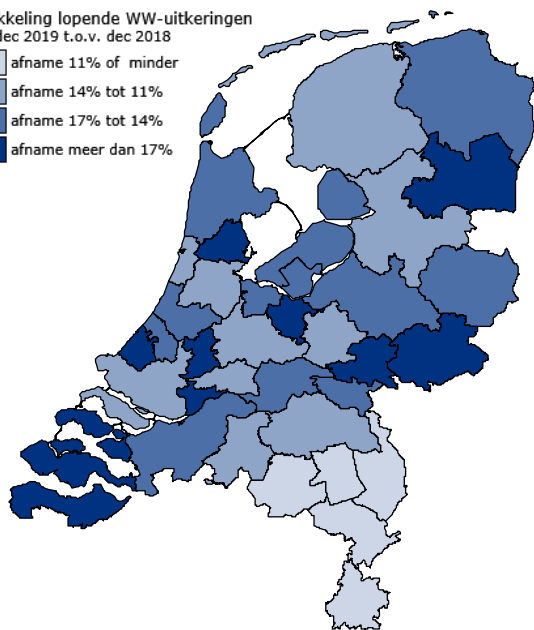 kkeling lopende WW-uitkeringen
dec 2019 t.o.v. dec 2018
afname 11% of minder
afname 14% tot 11%
afname 17% tot 14%
afname meer dan 17%